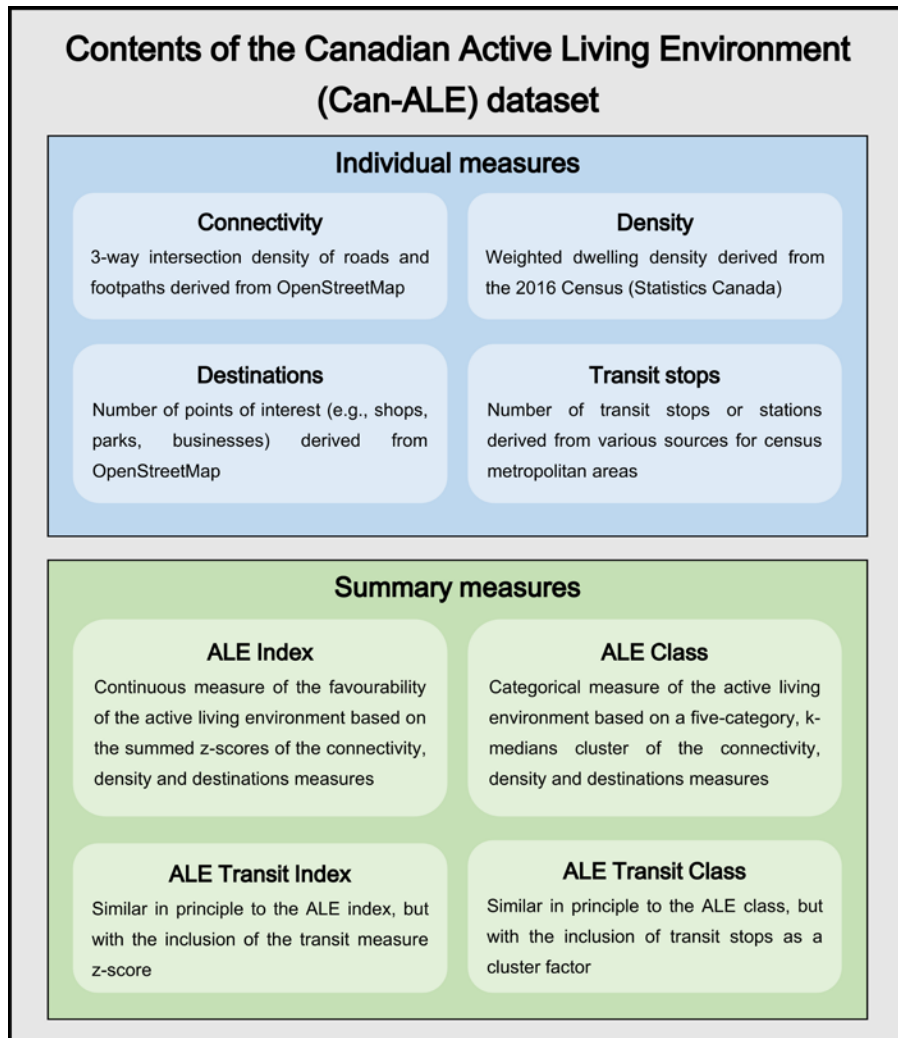 Contents of the Canadian Active Living Environment
(Can-ALE) dataset
Individual measures
Connectivity
3-way intersection density of roads and
footpaths derived from OpenStreetMap
Density
Weighted dwelling density derived from
the 2016 Census (Statistics Canada)
Destinations
Number of points of interest (e.g., shops,
parks, businesses) derived from
OpenStreetMap
Transit stops
Number of transit stops or stations
derived from various sources for census
metropolitan areas
Summary measures
ALE Index
Continuous measure of the favourability
of the active living environment based on
the summed z-scores of the connectivity,
density and destinations measures
ALE Class
Categorical measure of the active living
environment based on a five-category, k-
medians cluster of the connectivity,
density and destinations measures
ALE Transit Index
Similar in principle to the ALE index, but
with the inclusion of the transit measure
z-score
ALE Transit Class
Similar in principle to the ALE class, but
with the inclusion of transit stops as a
cluster factor